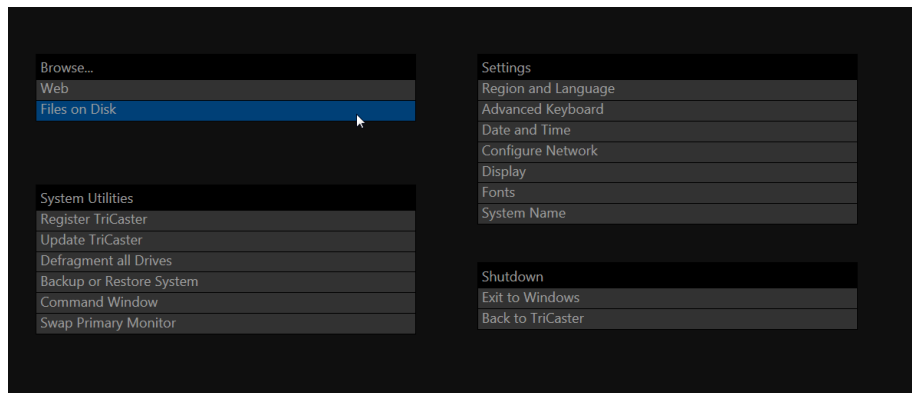 Browse...
Web
Files on Disk
System Utilities
Register TriCaster
Update TriCaster
Defragment all Drives
Backup or Restore System
Command Window
Swap Primary Monitor
Settings
Region and Language
Advanced Keyboard
Date and Time
Configure Network
Display
Fonts
System Name
Shutdown
Exit to Windows
Back to TriCaster